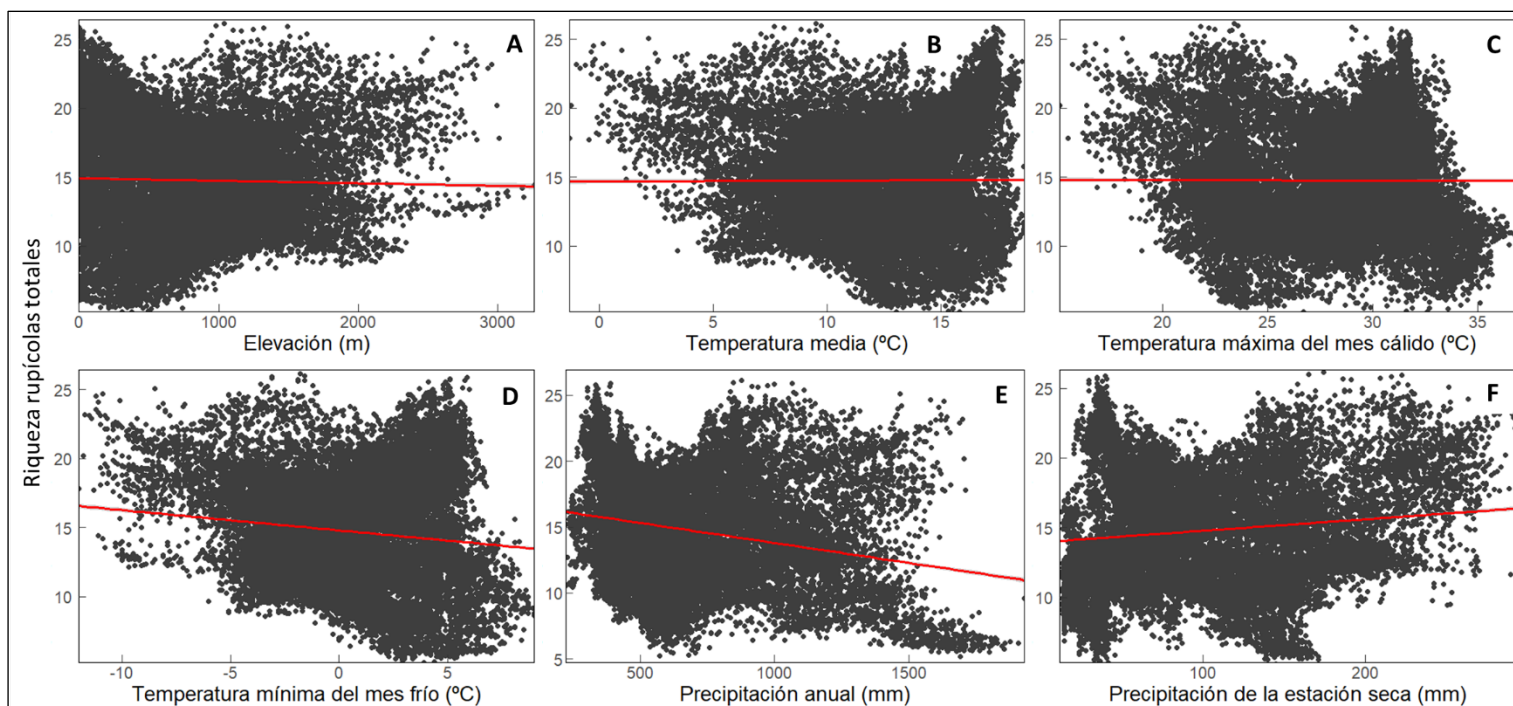 Riqueza rupícolas totales
A
25
20
15
10
0 1000 2000 3000
Elevación (m)
B
25
20
15
10
0 5 10 15
Temperatura media (ºC)
C
25
20
15
10
20 25 30 35
Temperatura máxima del mes cálido (ºC)
D
25
20
15
10
-10 -5 0 5
Temperatura mínima del mes frío (ºC)
E
25
20
15
10
5
500 1000 1500
Precipitación anual (mm)
F
25
20
15
10
100 200
Precipitación de la estación seca (mm)